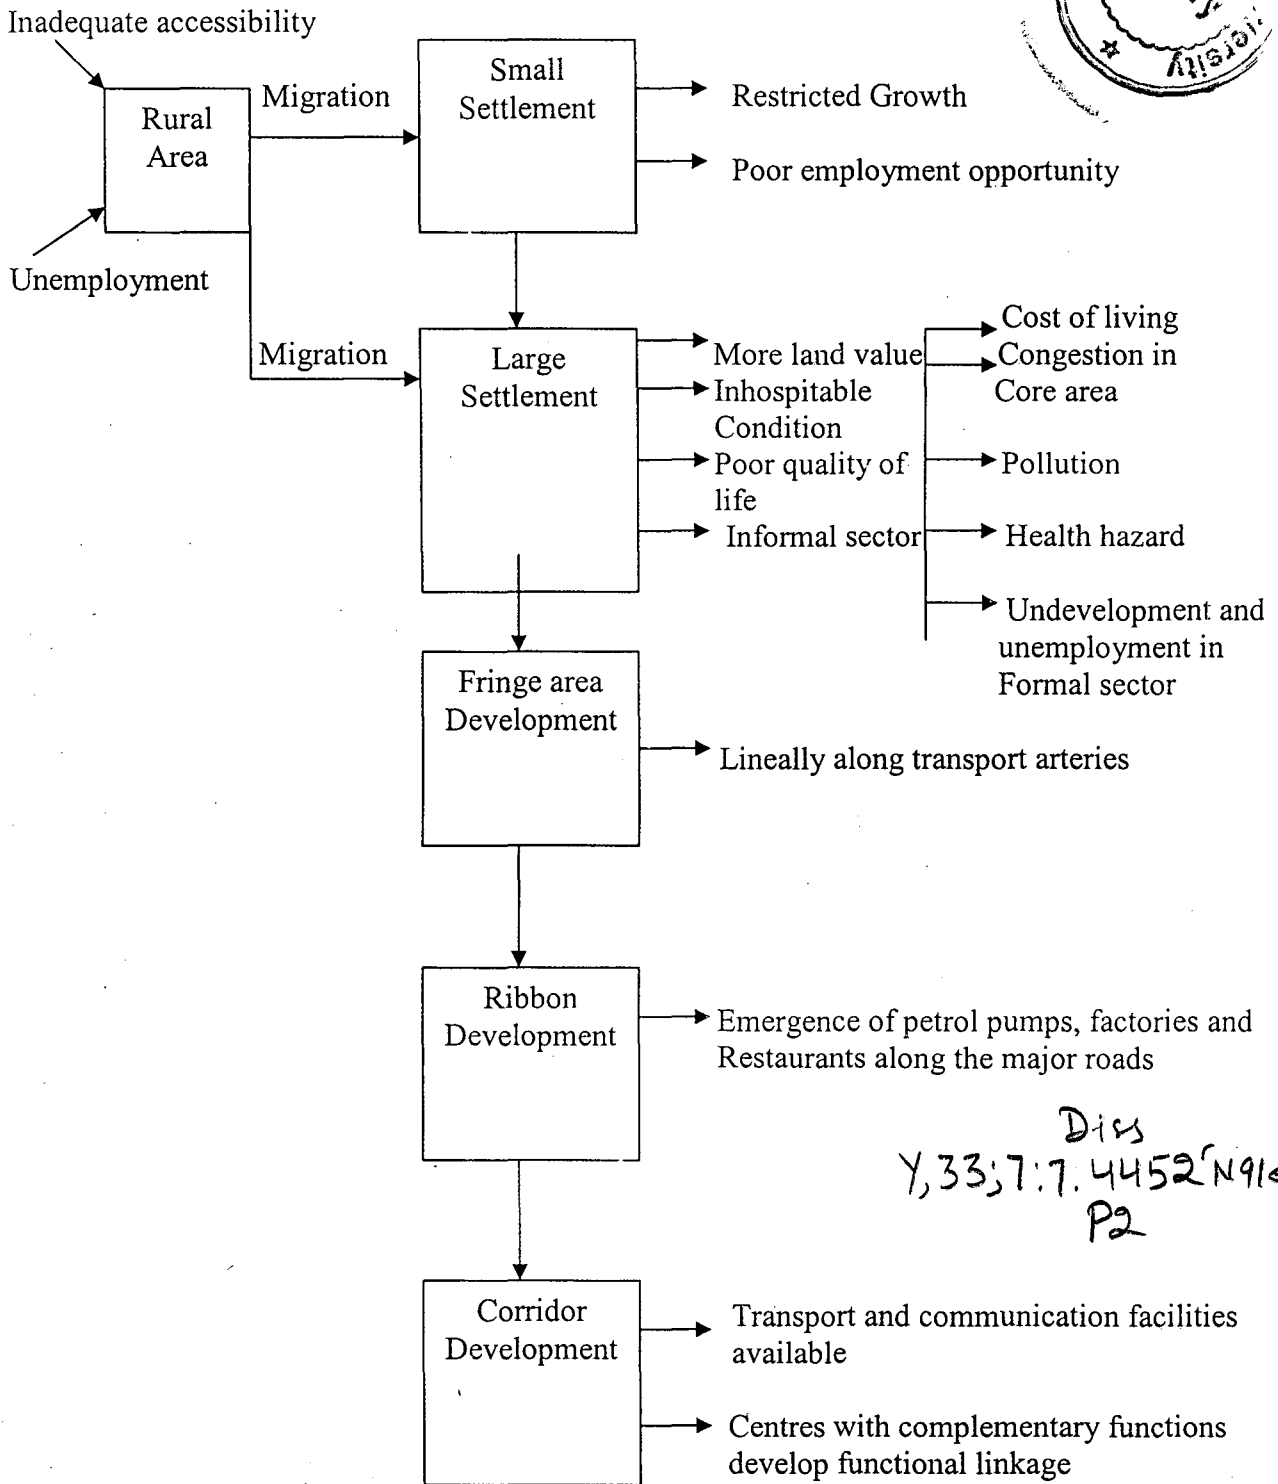 Inadequate accessibility
Rural
Area
Migration
Small
Settlement
Restricted Growth
Poor employment opportunity
Unemployment
Migration
Large
Settlement
More land value
Inhospitable
Condition
Poor quality of
life
Informal sector
Cost of living
Congestion in
Core area
Pollution
Health hazard
Undevelopment and
unemployment in
Formal sector
Fringe area
Development
Lineally along transport arteries
Ribbon
Development
Emergence of petrol pumps, factories and
Restaurants along the major roads
Diss
Y,33;7:7.4452'N91
P2
Corridor
Development
Transport and communication facilities
available
Centres with complementary functions
develop functional linkage